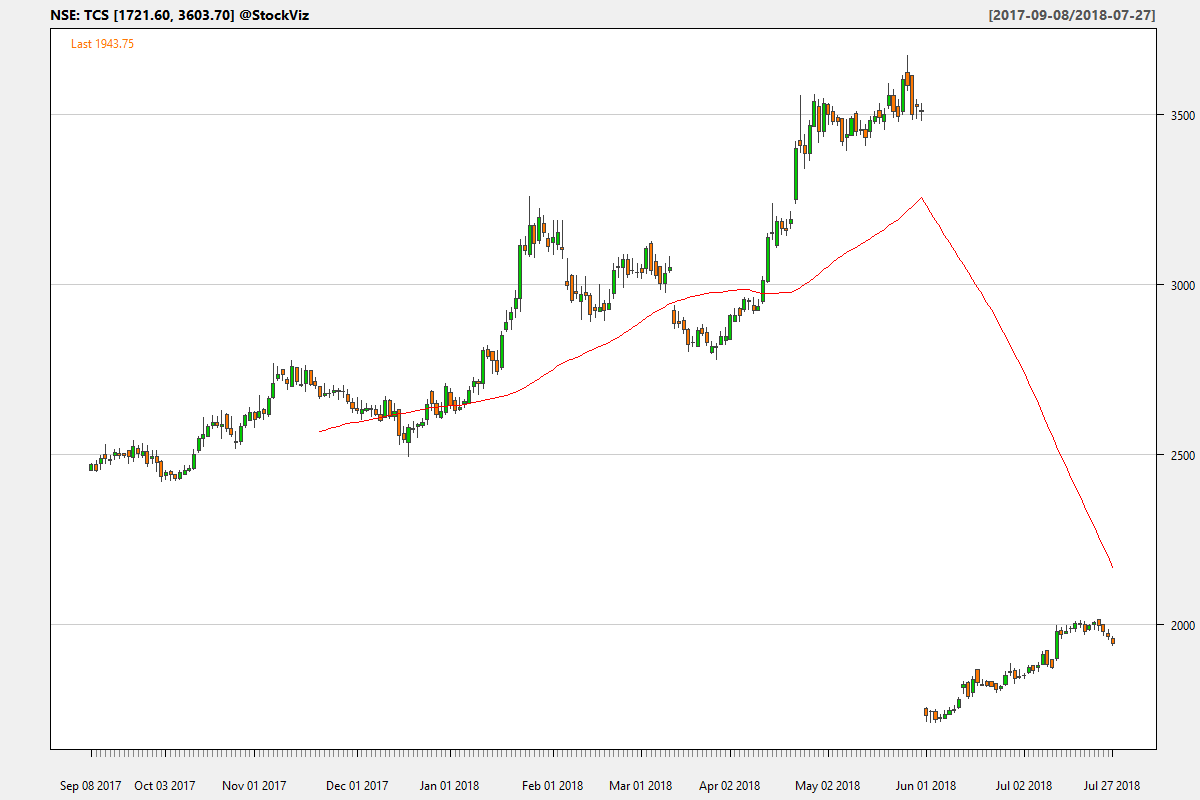 NSE: TCS [1721.60, 3603.70] @StockViz
[2017-09-08/2018-07-27]
Last 1943.75
3500
3000
2500
2000
Sep 08 2017 Oct 03 2017 Nov 01 2017 Dec 01 2017 Jan 01 2018 Feb 01 2018 Mar 01 2018 Apr 02 2018 May 02 2018 Jun 01 2018 Jul 02 2018 Jul 27 2018